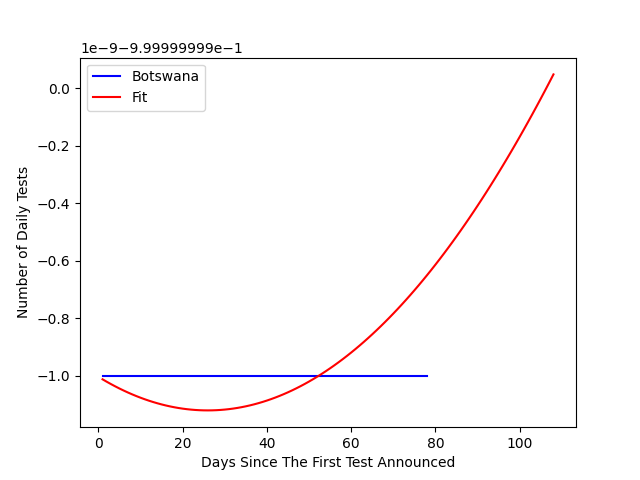 1e−9−9.99999999e−1
Botswana
Fit
0.0
−0.2
−0.4
−0.6
−0.8
−1.0
Number of Daily Tests
0 20 40 60 80 100
Days Since The First Test Announced